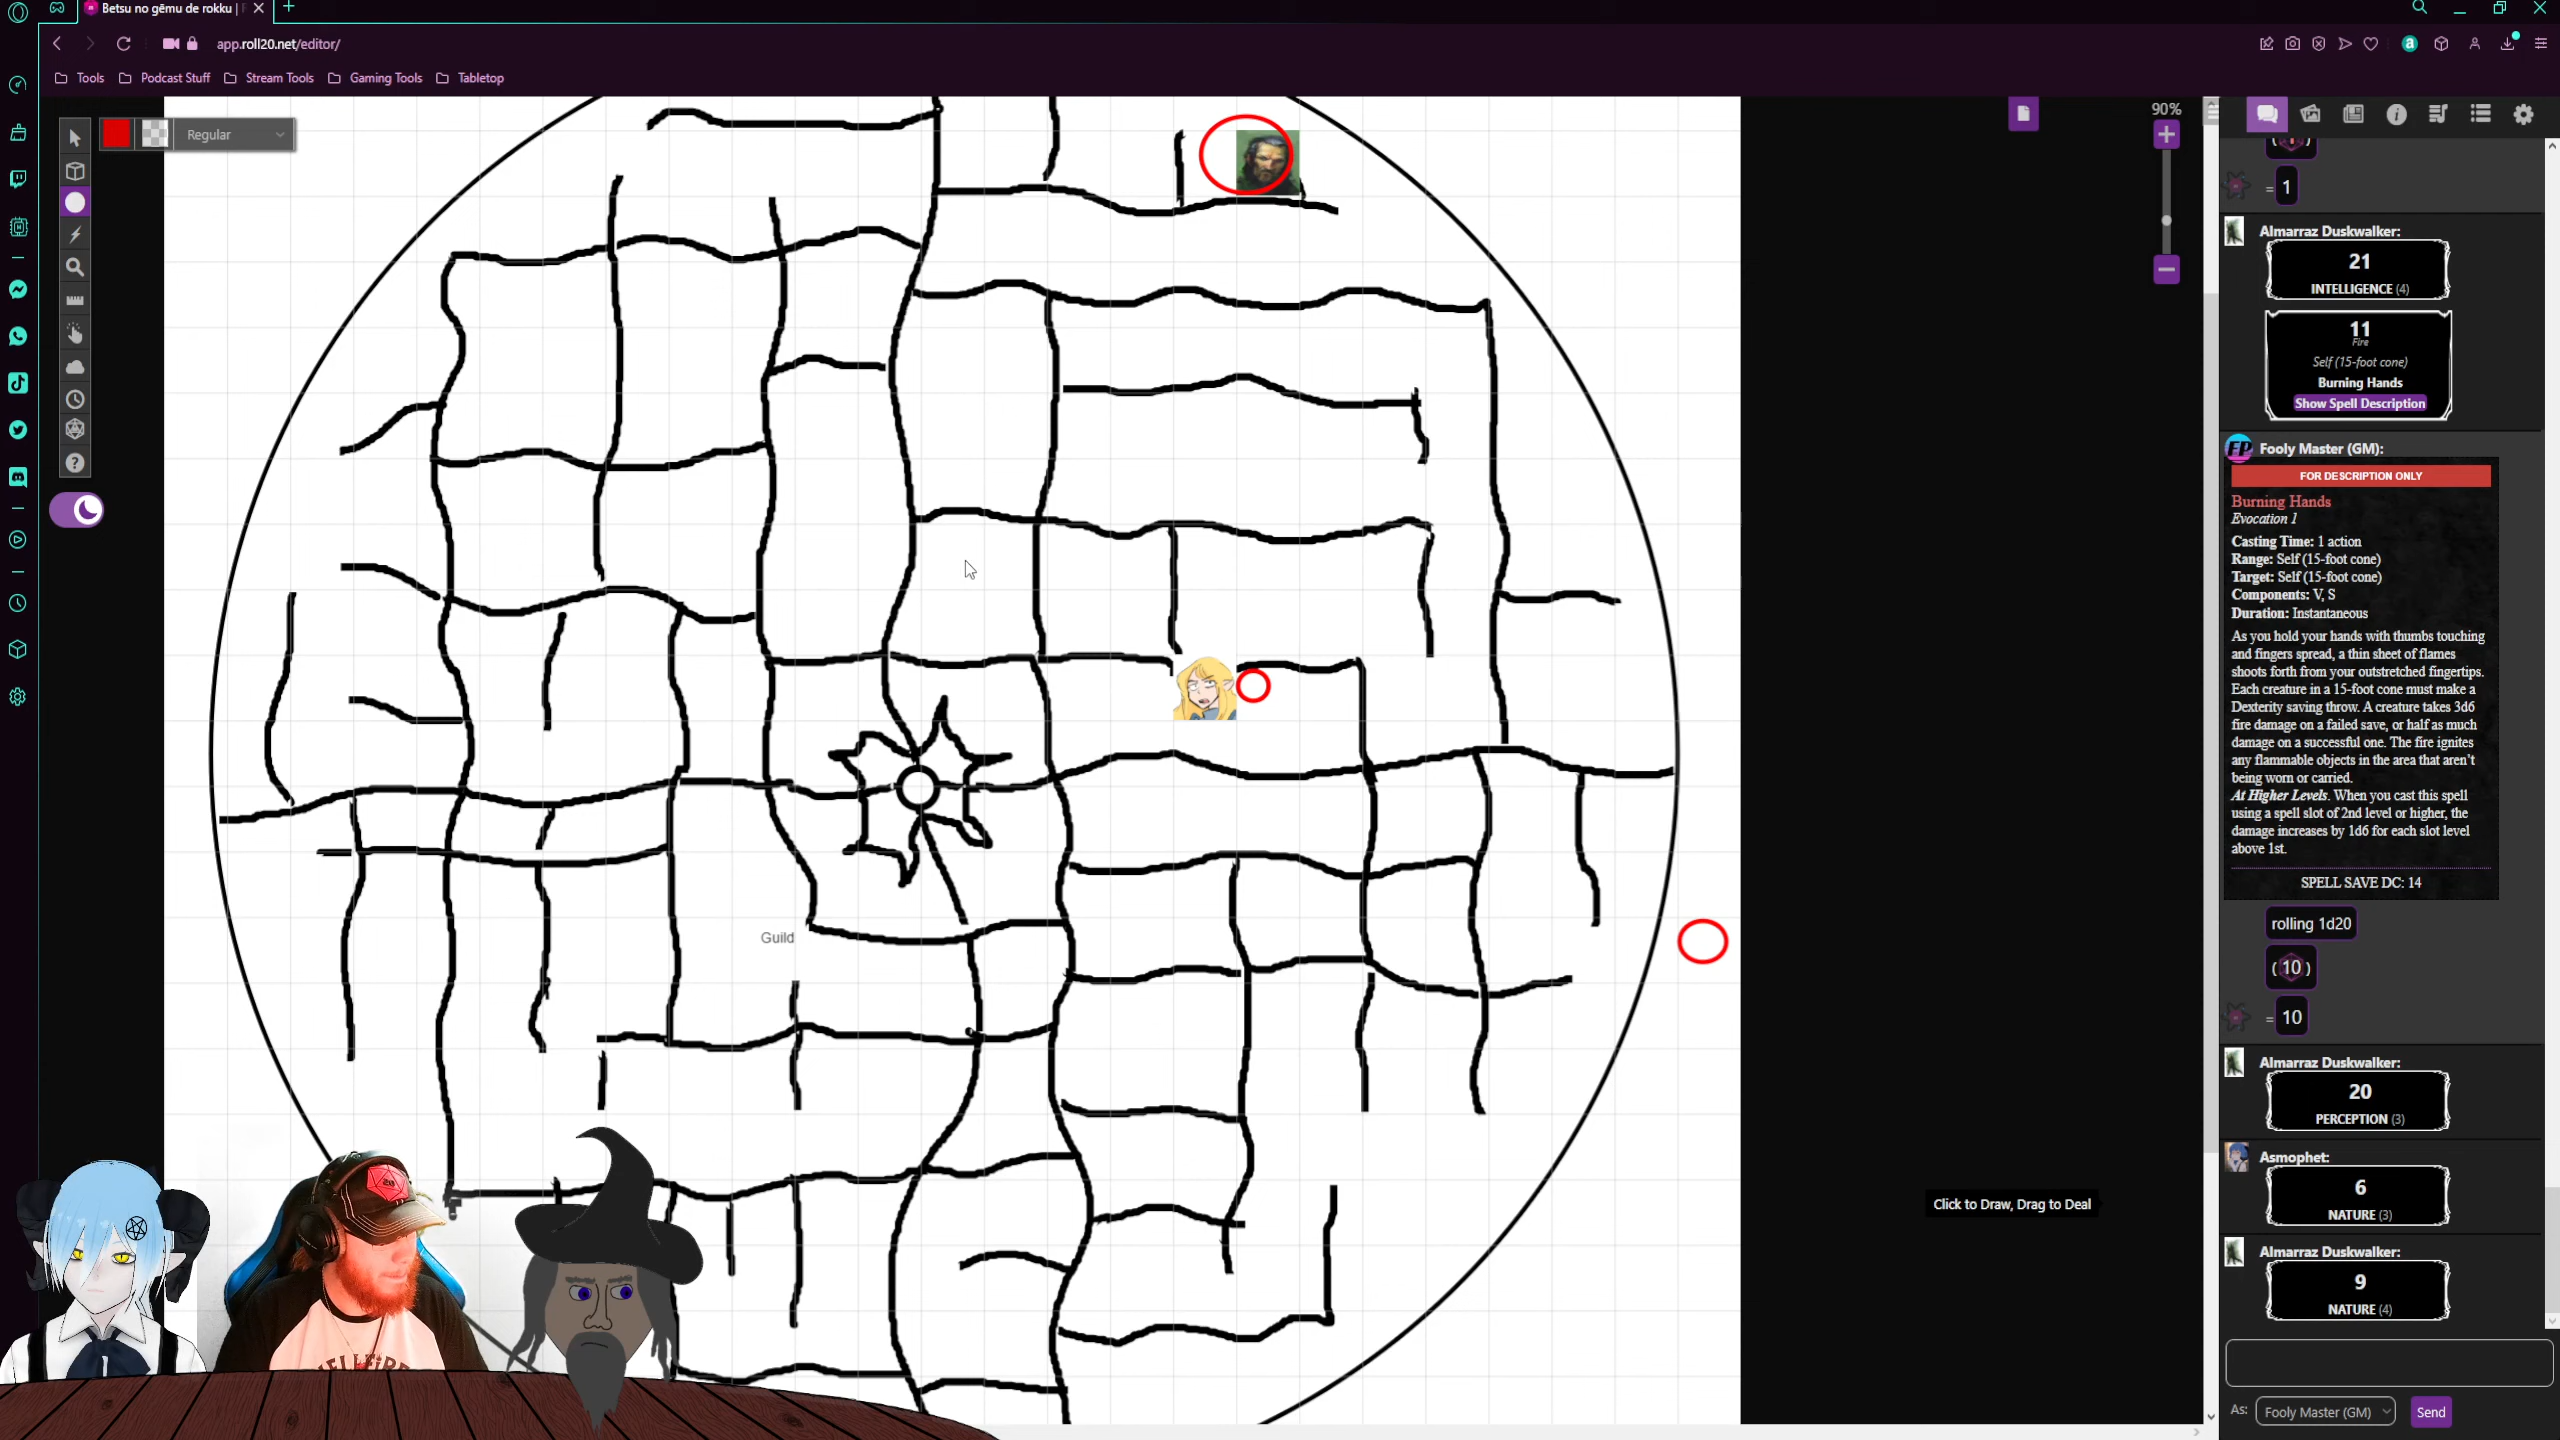 Betsu no gēmu de rokku |
app.roll20.net/editor/
Tools
Podcast Stuff
Stream Tools
Gaming Tools
Tabletop
Regular
90%
Guild
Click to Draw, Drag to Deal
= 1
Almarraz Duskwalker:
21
INTELLIGENCE (4)
11
Fire
Self (15-foot cone)
Burning Hands
Show Spell Description
Fooly Master (GM):
FOR DESCRIPTION ONLY
Burning Hands
Evocation 1
Casting Time: 1 action
Range: Self (15-foot cone)
Target: Self (15-foot cone)
Components: V, S
Duration: Instantaneous
As you hold your hands with thumbs touching
and fingers spread, a thin sheet of flames
shoots forth from your outstretched fingertips.
Each creature in a 15-foot cone must make a
Dexterity saving throw. A creature takes 3d6
fire damage on a failed save, or half as much
damage on a successful one. The fire ignites
any flammable objects in the area that aren't
being worn or carried.
At Higher Levels. When you cast this spell
using a spell slot of 2nd level or higher, the
damage increases by 1d6 for each slot level
above 1st.
SPELL SAVE DC: 14
rolling 1d20
(10)
= 10
Almarraz Duskwalker:
20
PERCEPTION (3)
Asmophet:
6
NATURE (3)
Almarraz Duskwalker:
9
NATURE (4)
As:
Fooly Master (GM)
Send